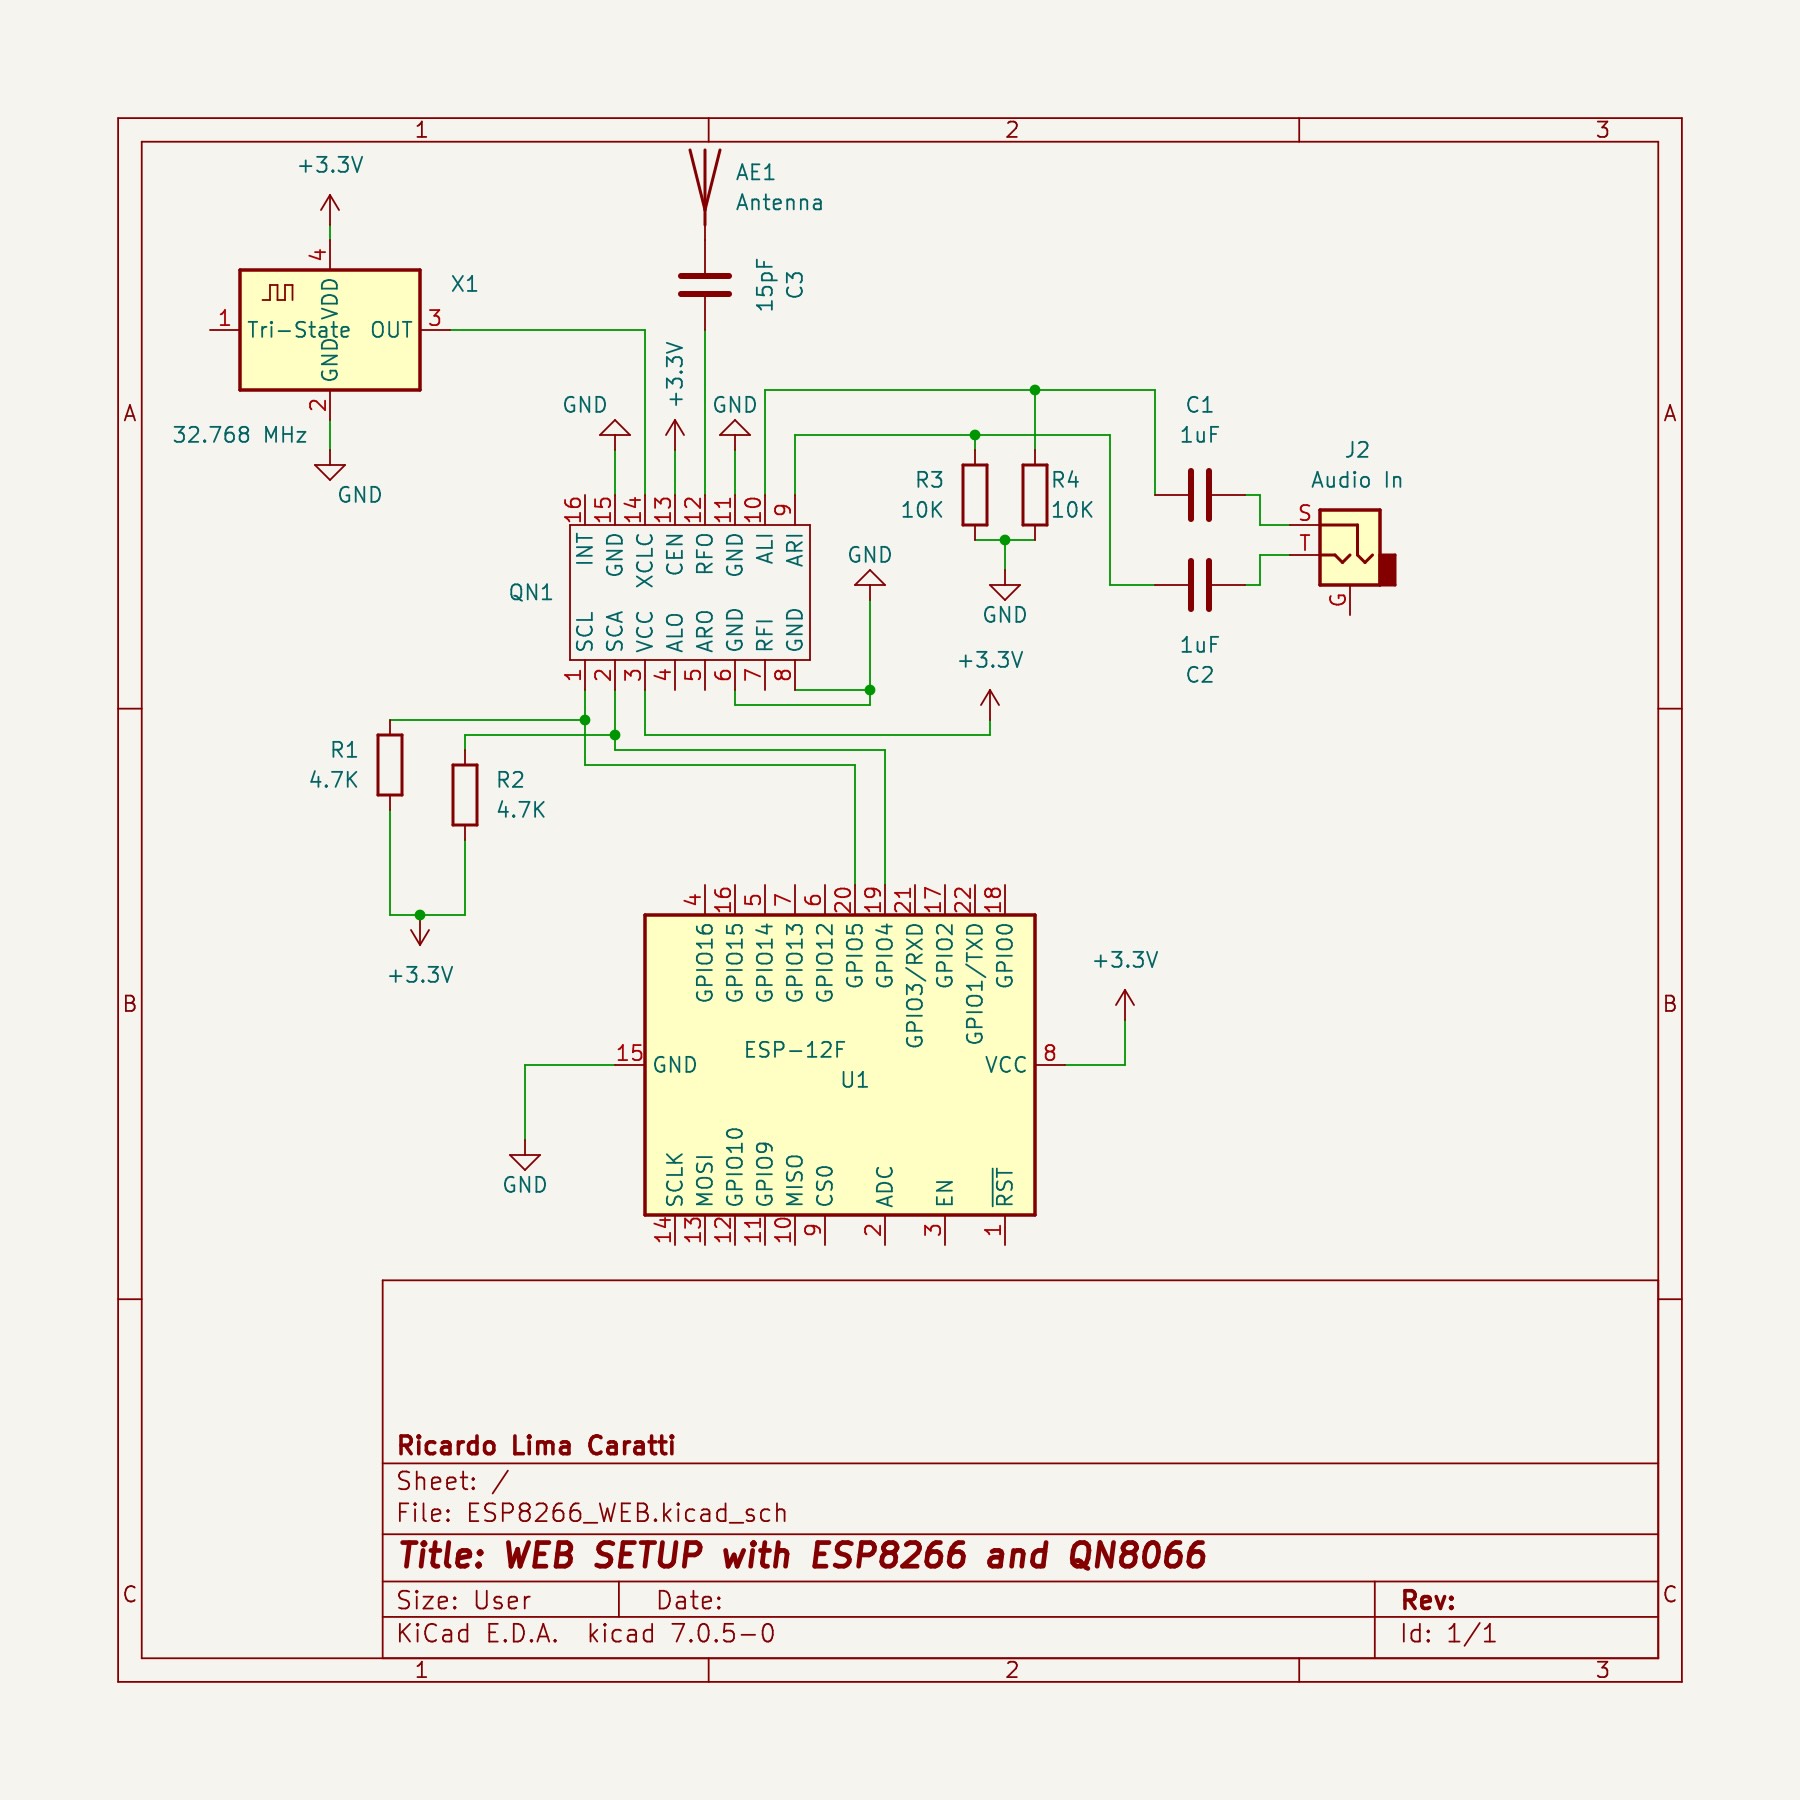 1 2 3
+3.3V
AE1
Antenna
4
X1
15pF
C3
VDD
1
Tri-State
OUT
3
GND
2
32.768 MHz
GND
+3.3V
GND
GND
A
A
C1
1uF
J2
Audio In
R3
10K
R4
10K
S
T
G
16 15 14 13 12 11 10 9
INT GND XCLC CEN RFO GND ALI ARI
QN1
SCL SCA VCC ALO ARO GND RFI GND
1 2 3 4 5 6 7 8
GND
GND
+3.3V
1uF
C2
R1
4.7K
R2
4.7K
+3.3V
4 16 5 7 6 20 19 21 17 22 18
GPIO16 GPIO15 GPIO14 GPIO13 GPIO12 GPIO5 GPIO4 GPIO3/RXD GPIO2 GPIO1/TXD GPIO0
B
B
+3.3V
ESP-12F
U1
15
GND
VCC
8
GND
SCLK MOSI GPIO10 GPIO9 MISO CS0 ADC EN RST
14 13 12 11 10 9 2 3 1
Ricardo Lima Caratti
Sheet: /
File: ESP8266_WEB.kicad_sch
Title: WEB SETUP with ESP8266 and QN8066
C
C
Size: User
Date:
Rev:
KiCad E.D.A. kicad 7.0.5-0
Id: 1/1
1 2 3